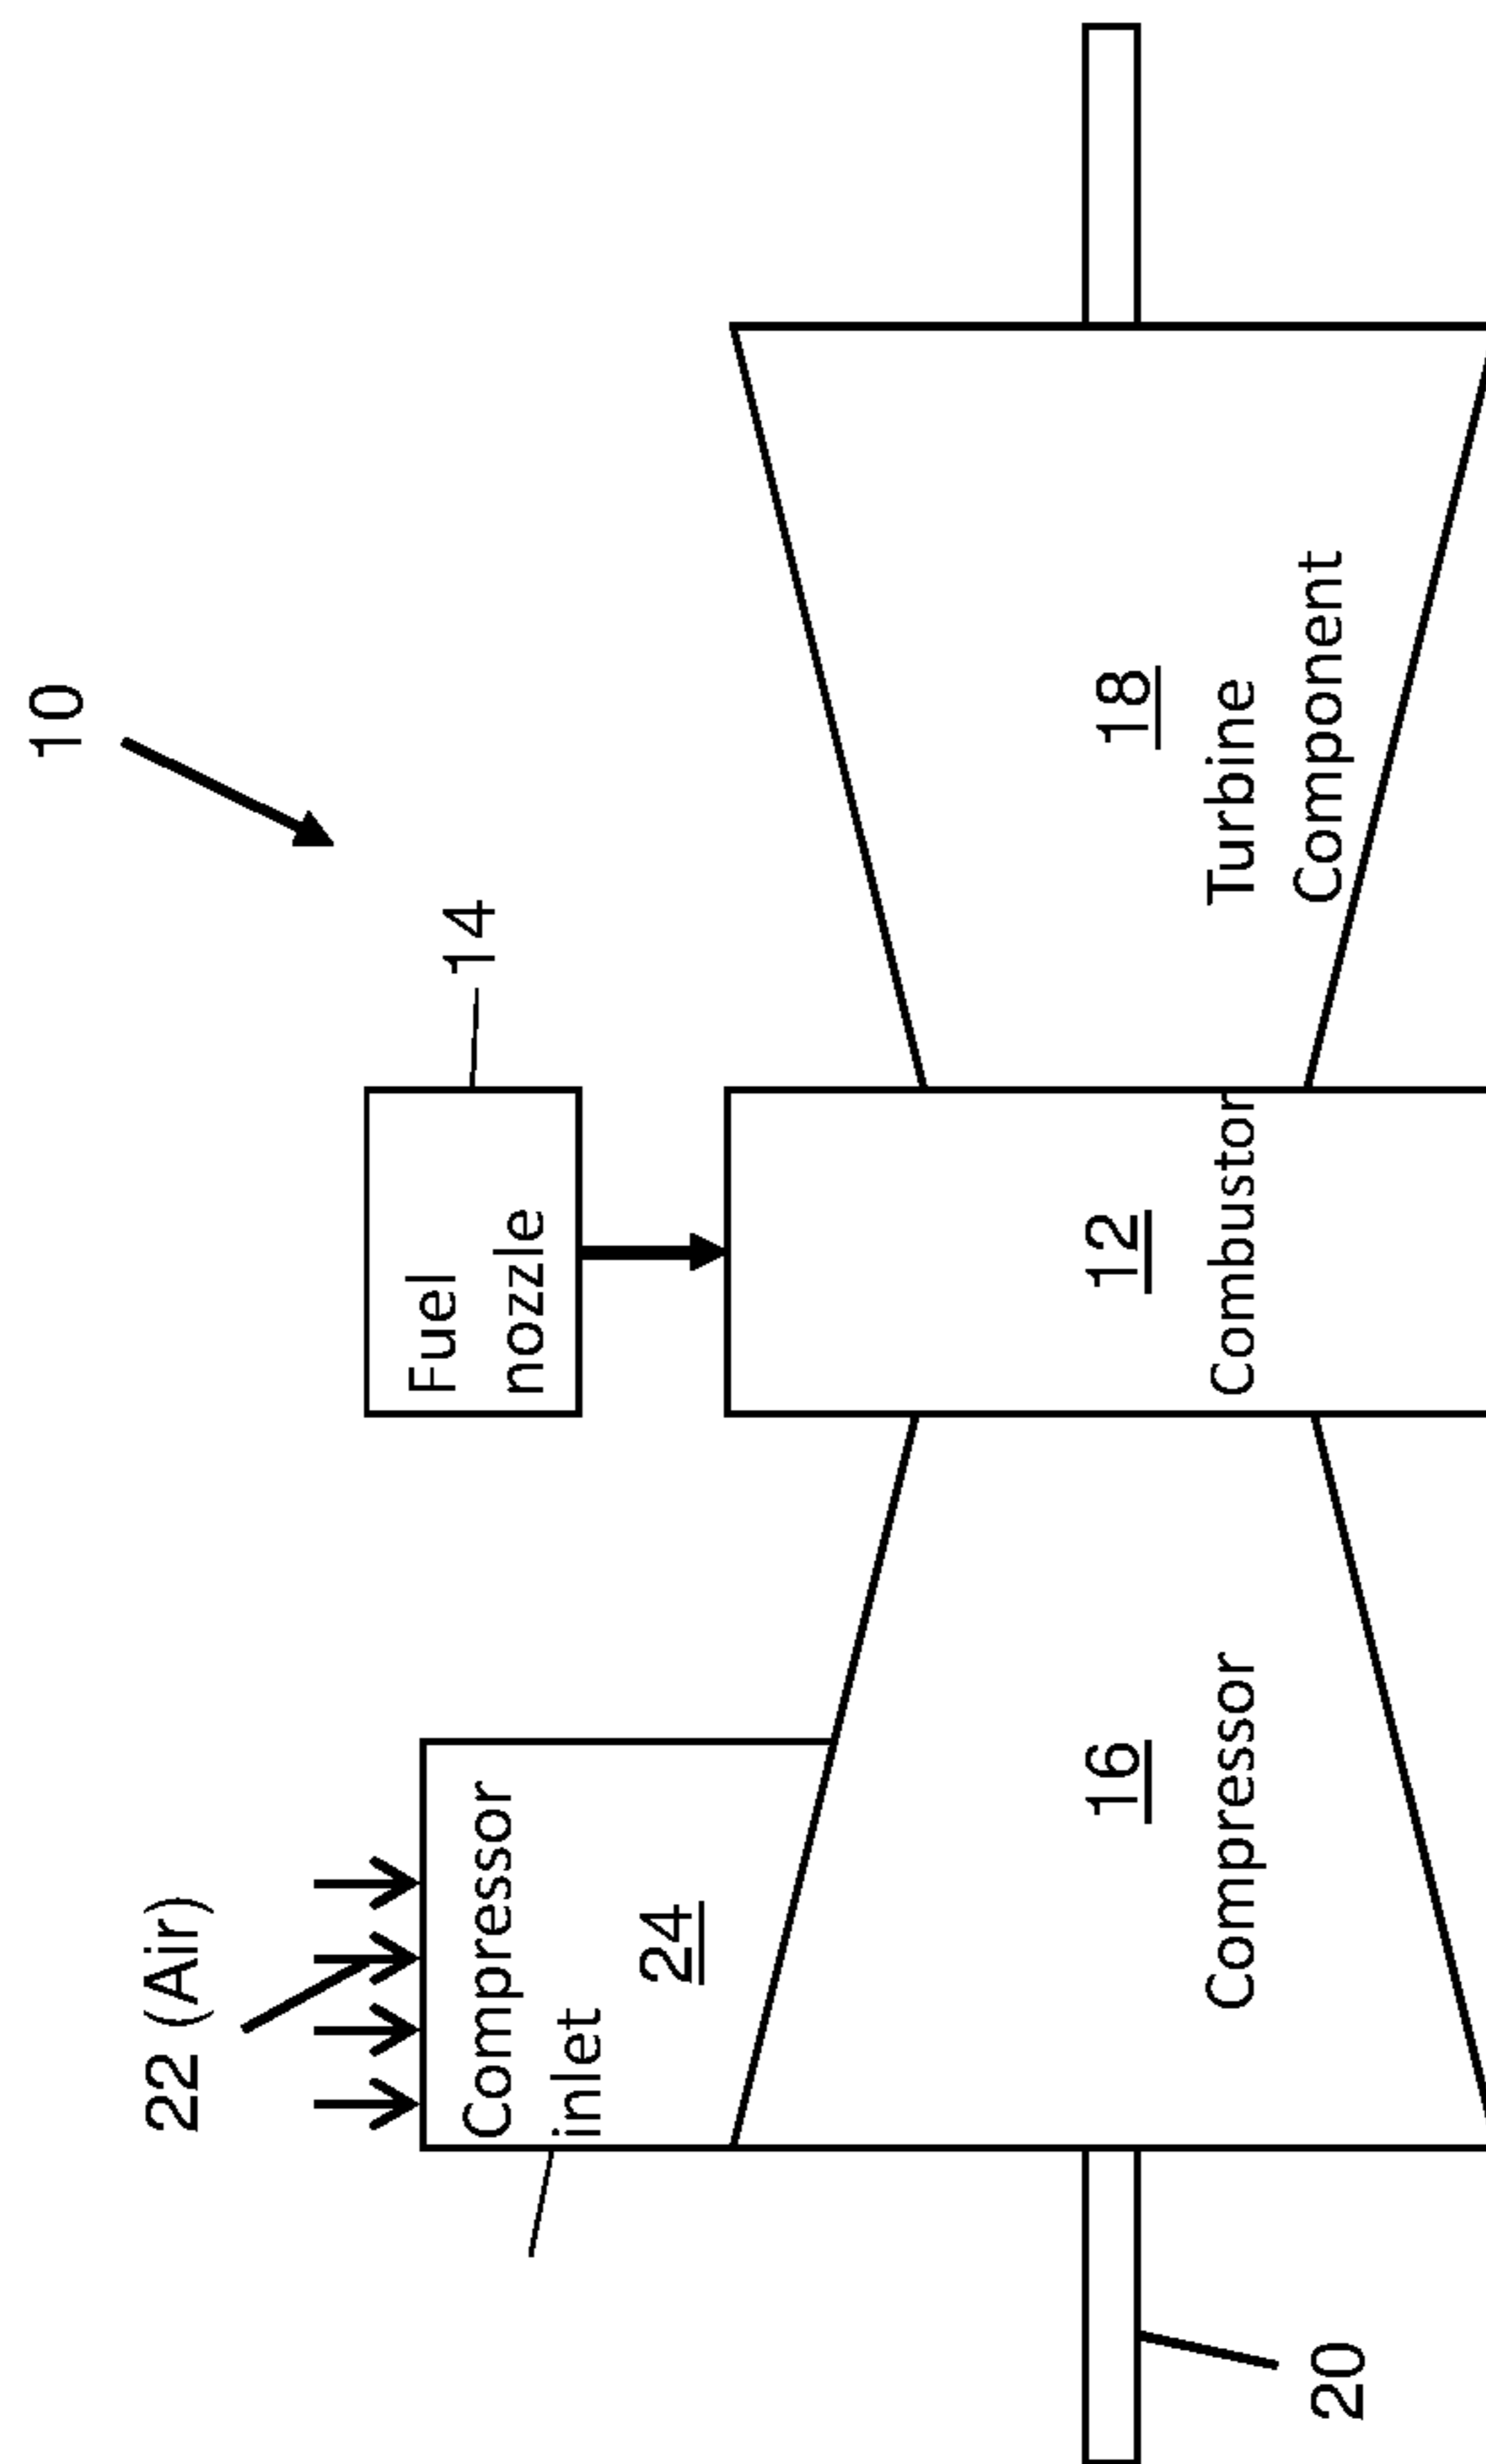 10
22 (Air)
Fuel
nozzle
14
Compressor
inlet
24
16
Compressor
12
Combustor
18
Turbine
Component
20